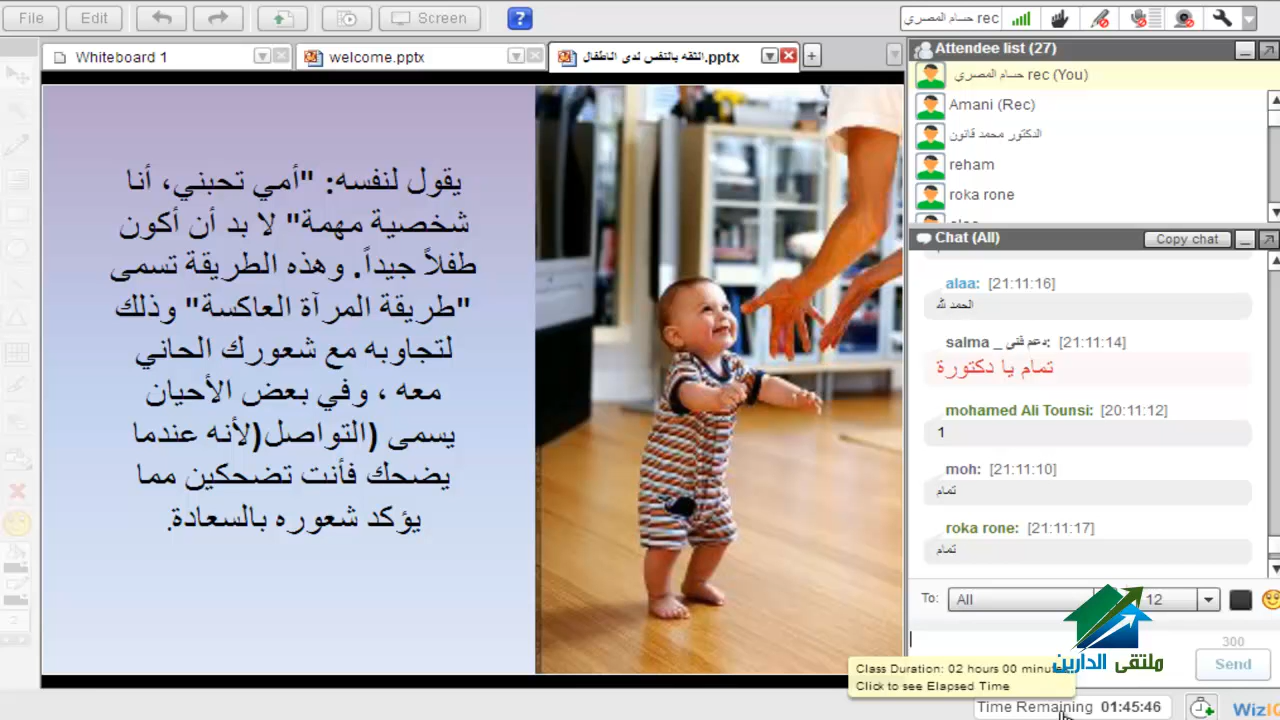 File
Edit
Screen
?
حسام المصري rec
Whiteboard 1
welcome.pptx
الثقه بالنفس لدى الاطفال.pptx
يقول لنفسه: "أمي تحبني، أنا
شخصية مهمة" لا بد أن أكون
طفلاً جيداً. وهذه الطريقة تسمى
"طريقة المرآة العاكسة" وذلك
لتجاوبه مع شعورك الحاني
معه ، وفي بعض الأحيان
يسمى (التواصل(لأنه عندما
يضحك فأنت تضحكين مما
يؤكد شعوره بالسعادة.
Attendee list (27)
حسام المصري rec (You)
Amani (Rec)
الدكتور محمد قانون
reham
roka rone
Chat (All)
Copy chat
alaa: [21:11:16]
الحمد لله
salma _ دعم فنى: [21:11:14]
تمام يا دكتورة
mohamed Ali Tounsi: [20:11:12]
1
moh: [21:11:10]
تمام
roka rone: [21:11:17]
تمام
To:
All
12
300
Send
ملتقى الدارين
Class Duration: 02 hours 00 minute
Click to see Elapsed Time
Time Remaining 01:45:46
WizIQ